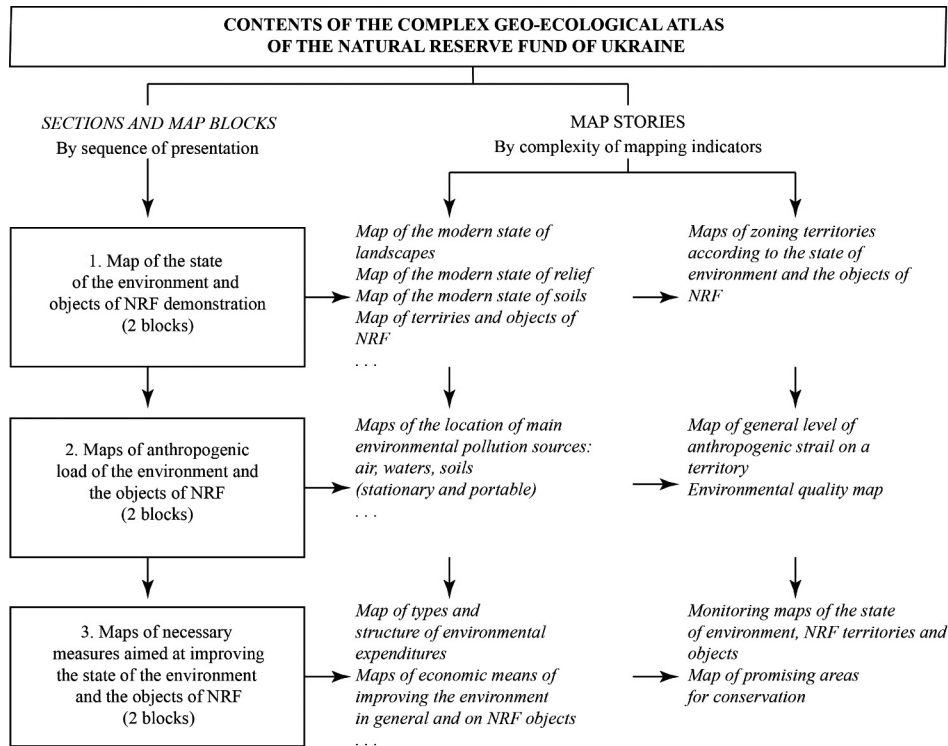 CONTENTS OF THE COMPLEX GEO-ECOLOGICAL ATLAS
OF THE NATURAL RESERVE FUND OF UKRAINE
SECTIONS AND MAP BLOCKS
By sequence of presentation
MAP STORIES
By complexity of mapping indicators
1. Map of the state
of the environment and
objects of NRF demonstration
(2 blocks)
Map of the modern state of
landscapes
Map of the modern state of relief
Map of the modern state of soils
Map of terriries and objects of
NRF
. . .
Maps of zoning territories
according to the state of
environment and the objects of
NRF
2. Maps of anthropogenic
load of the environment and
the objects of NRF
(2 blocks)
Maps of the location of main
environmental pollution sources:
air, waters, soils
(stationary and portable)
. . .
Map of general level of
anthropogenic strail on a
territory
Environmental quality map
3. Maps of necessary
measures aimed at improving
the state of the environment
and the objects of NRF
(2 blocks)
Map of types and
structure of environmental
expenditures
Maps of economic means of
improving the environment
in general and on NRF objects
. . .
Monitoring maps of the state
of environment, NRF territories and
objects
Map of promising areas
for conservation